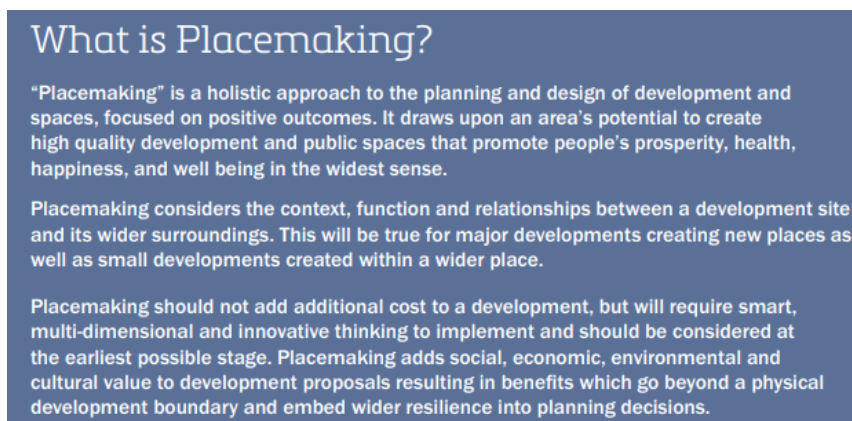 What is Placemaking?
“Placemaking” is a holistic approach to the planning and design of development and
spaces, focused on positive outcomes. It draws upon an area’s potential to create
high quality development and public spaces that promote people’s prosperity, health,
happiness, and well being in the widest sense.
Placemaking considers the context, function and relationships between a development site
and its wider surroundings. This will be true for major developments creating new places as
well as small developments created within a wider place.
Placemaking should not add additional cost to a development, but will require smart,
multi-dimensional and innovative thinking to implement and should be considered at
the earliest possible stage. Placemaking adds social, economic, environmental and
cultural value to development proposals resulting in benefits which go beyond a physical
development boundary and embed wider resilience into planning decisions.